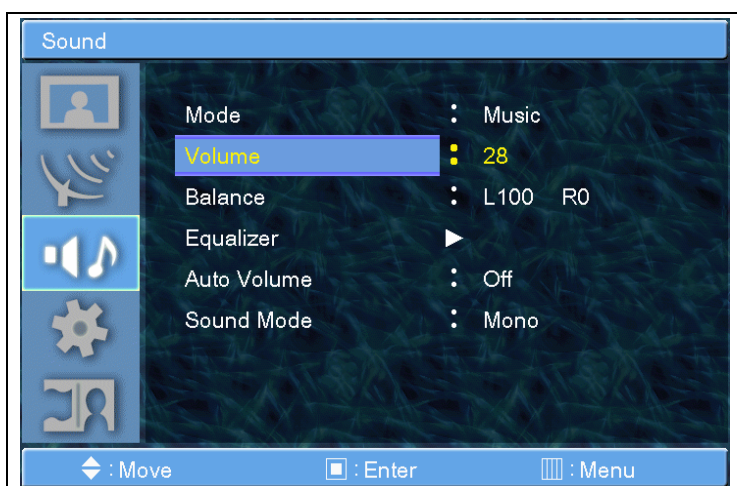 Sound
Mode : Music
Volume : 28
Balance : L100 R0
Equalizer
Auto Volume : Off
Sound Mode : Mono
: Move : Enter : Menu